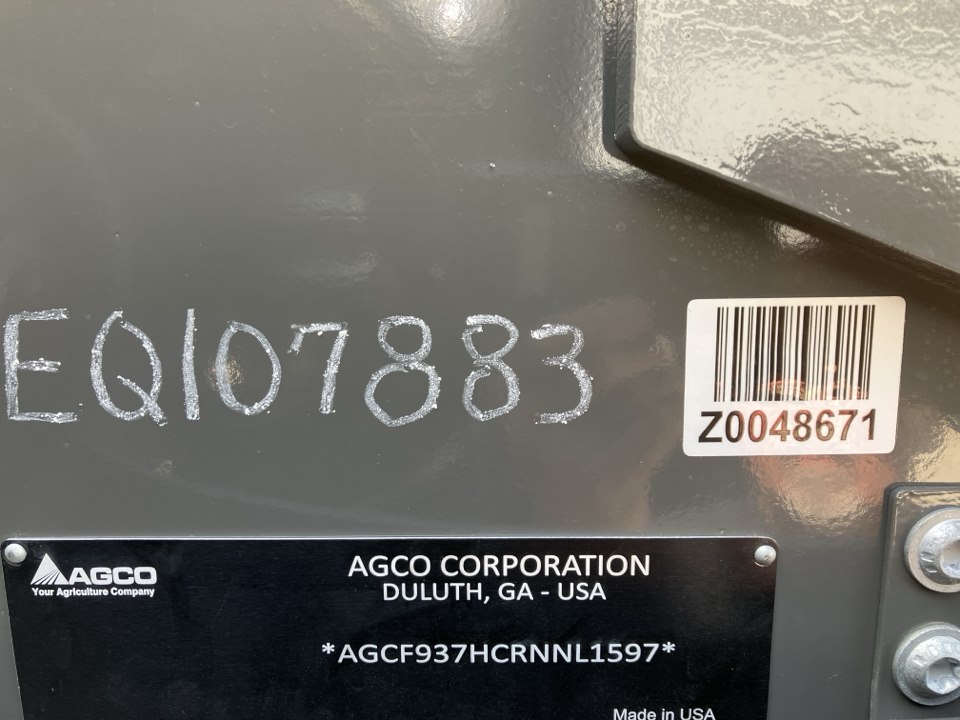 EQ107883
Z0048671
AGCO
Your Agriculture Company
AGCO CORPORATION
DULUTH, GA - USA
*AGCF937HCRNNL1597*
Made in USA